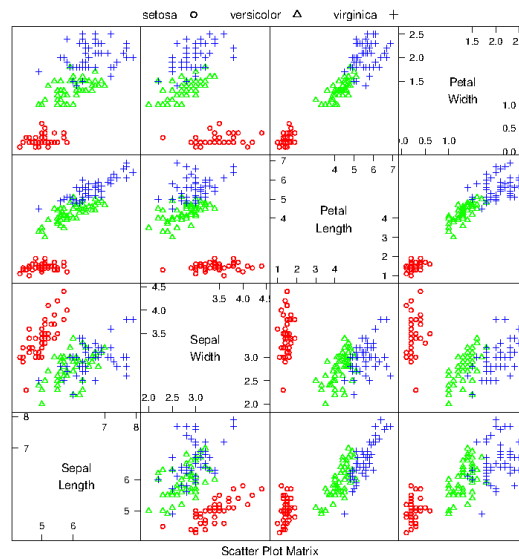 setosa versicolor virginica
1.5 2.0 2.5
2.5
2.0
1.5
Petal
Width
1.0
0.5
0.0
0.0 0.5 1.0
4 5 6 7
7
6
5
4
Petal
Length
4
3
2
1
1 2 3 4
3.5 4.0 4.5
4.5
4.0
3.5
Sepal
Width
3.0
2.5
2.0
2.0 2.5 3.0
7 8
8
7
Sepal
Length
6
5
5 6
Scatter Plot Matrix